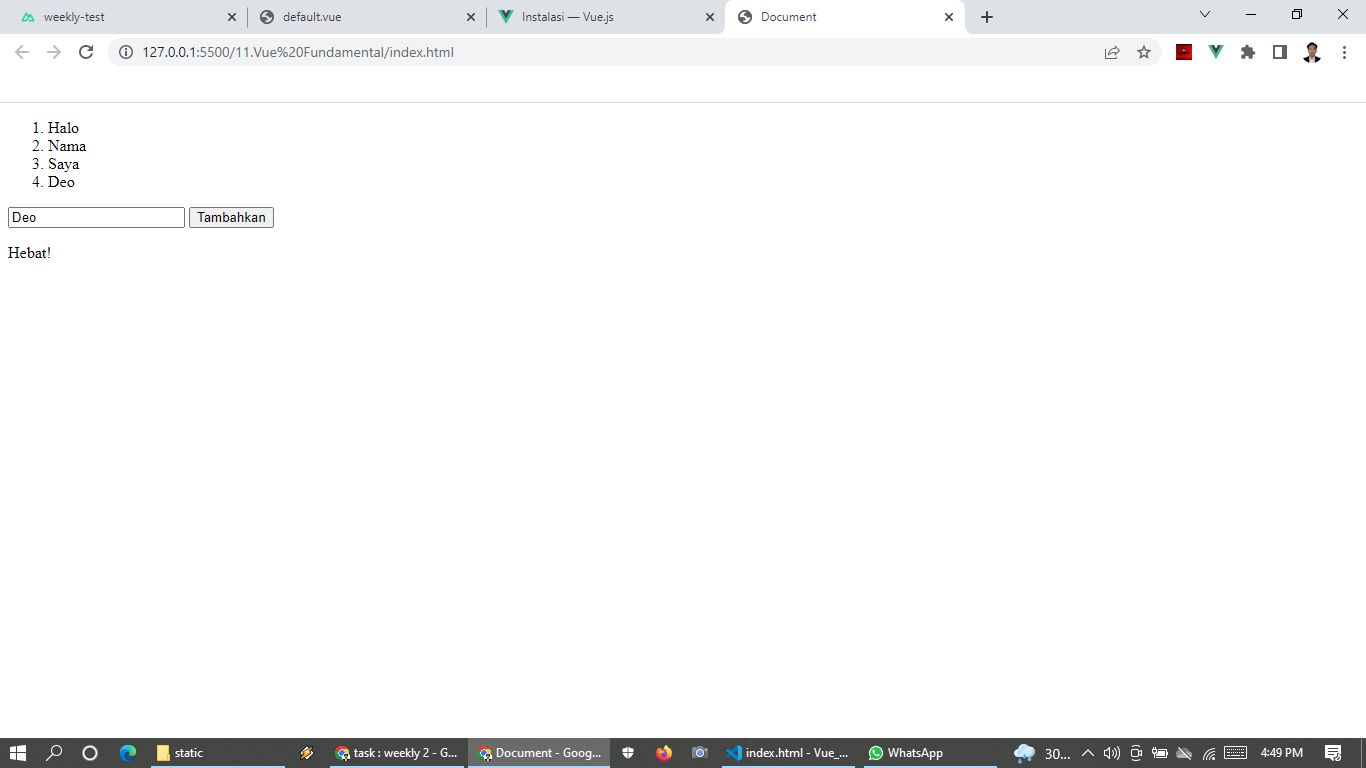 weekly-test
default.vue
Instalasi — Vue.js
Document
127.0.0.1:5500/11.Vue%20Fundamental/index.html
1. Halo
2. Nama
3. Saya
4. Deo
Deo
Tambahkan
Hebat!
static
task : weekly 2 - G...
Document - Goog...
index.html - Vue_...
WhatsApp
30...
4:49 PM